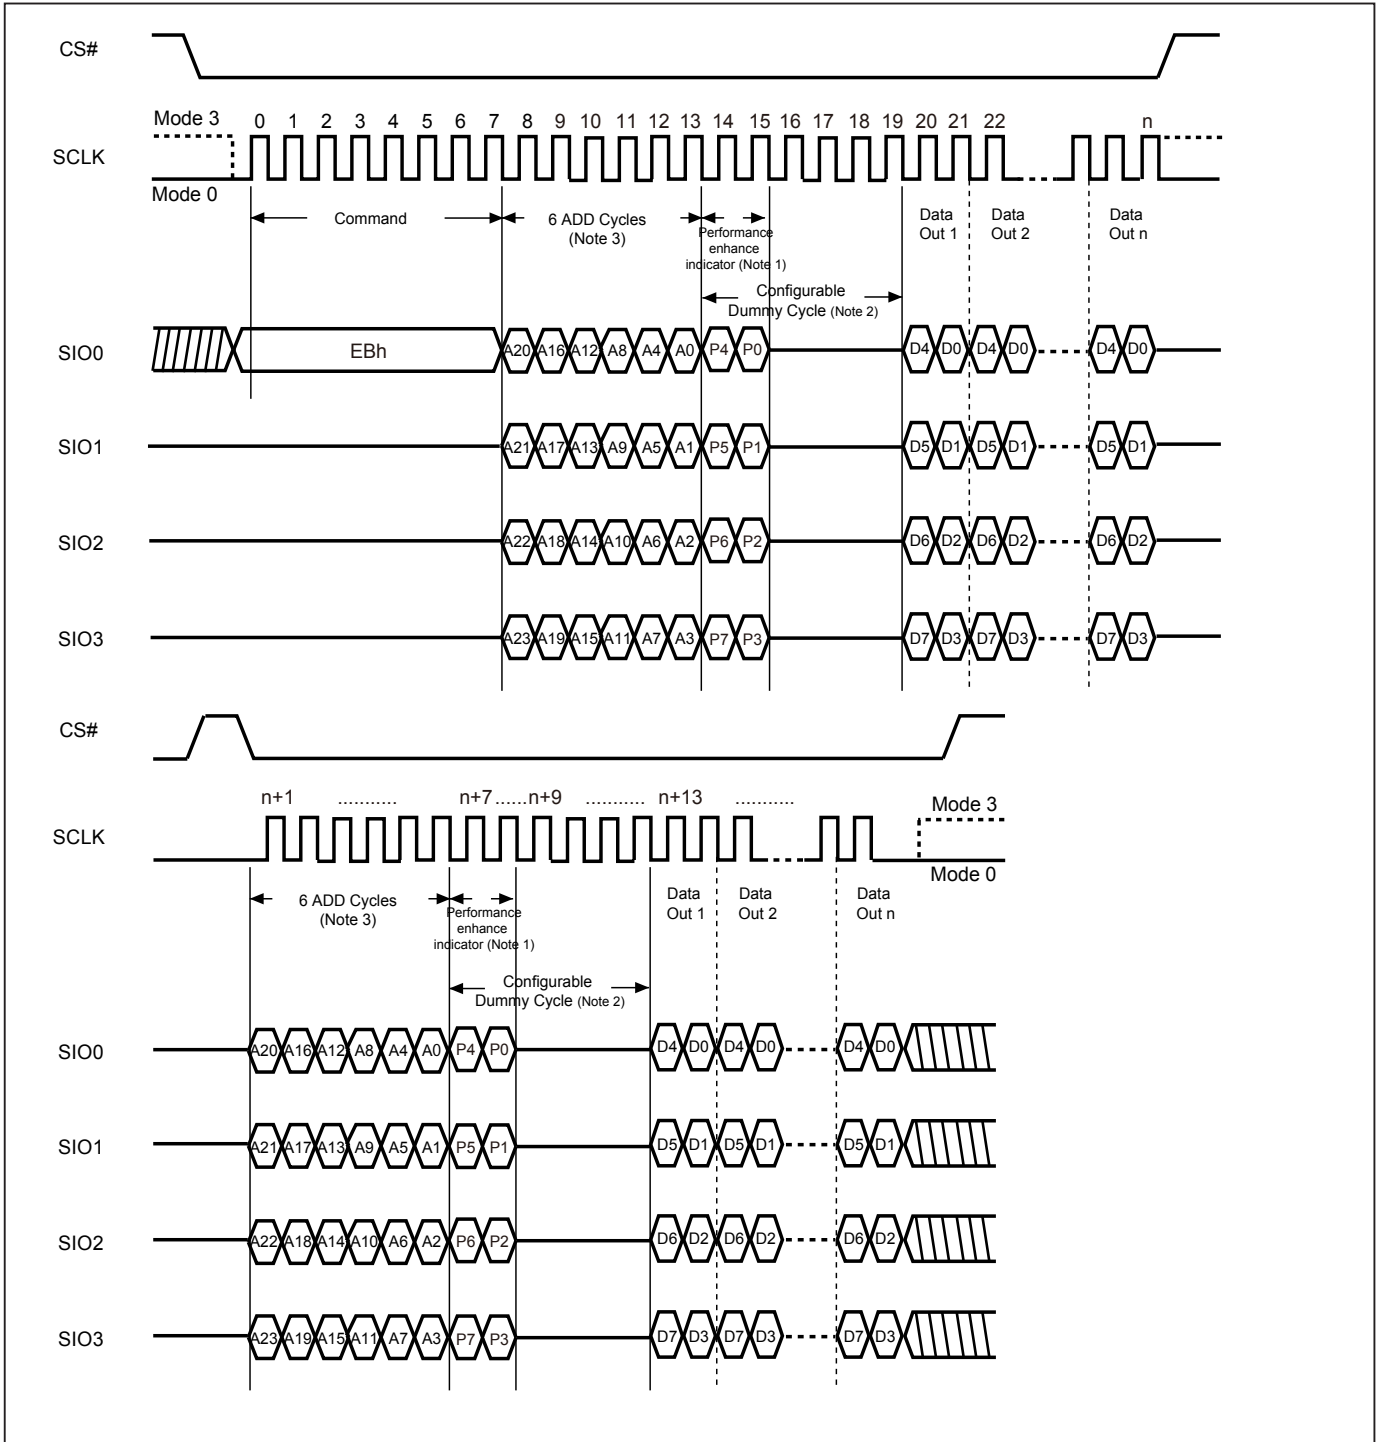 CS#
Mode 3
0 1 2 3 4 5 6 7 8 9 10 11 12 13 14 15 16 17 18 19 20 21 22 n
SCLK
Mode 0
Command
6 ADD Cycles
(Note 3)
Performance
enhance
indicator (Note 1)
Data
Out 1
Data
Out 2
Data
Out n
Configurable
Dummy Cycle (Note 2)
SIO0 EBh A20 A16 A12 A8 A4 A0 P4 P0 D4 D0 D4 D0 D4 D0
SIO1 A21 A17 A13 A9 A5 A1 P5 P1 D5 D1 D5 D1 D5 D1
SIO2 A22 A18 A14 A10 A6 A2 P6 P2 D6 D2 D6 D2 D6 D2
SIO3 A23 A19 A15 A11 A7 A3 P7 P3 D7 D3 D7 D3 D7 D3
CS#
n+1 ........... n+7 ......n+9 ........... n+13 ...........
Mode 3
SCLK
Mode 0
6 ADD Cycles
(Note 3)
Performance
enhance
indicator (Note 1)
Data
Out 1
Data
Out 2
Data
Out n
Configurable
Dummy Cycle (Note 2)
SIO0 A20 A16 A12 A8 A4 A0 P4 P0 D4 D0 D4 D0 D4 D0
SIO1 A21 A17 A13 A9 A5 A1 P5 P1 D5 D1 D5 D1 D5 D1
SIO2 A22 A18 A14 A10 A6 A2 P6 P2 D6 D2 D6 D2 D6 D2
SIO3 A23 A19 A15 A11 A7 A3 P7 P3 D7 D3 D7 D3 D7 D3